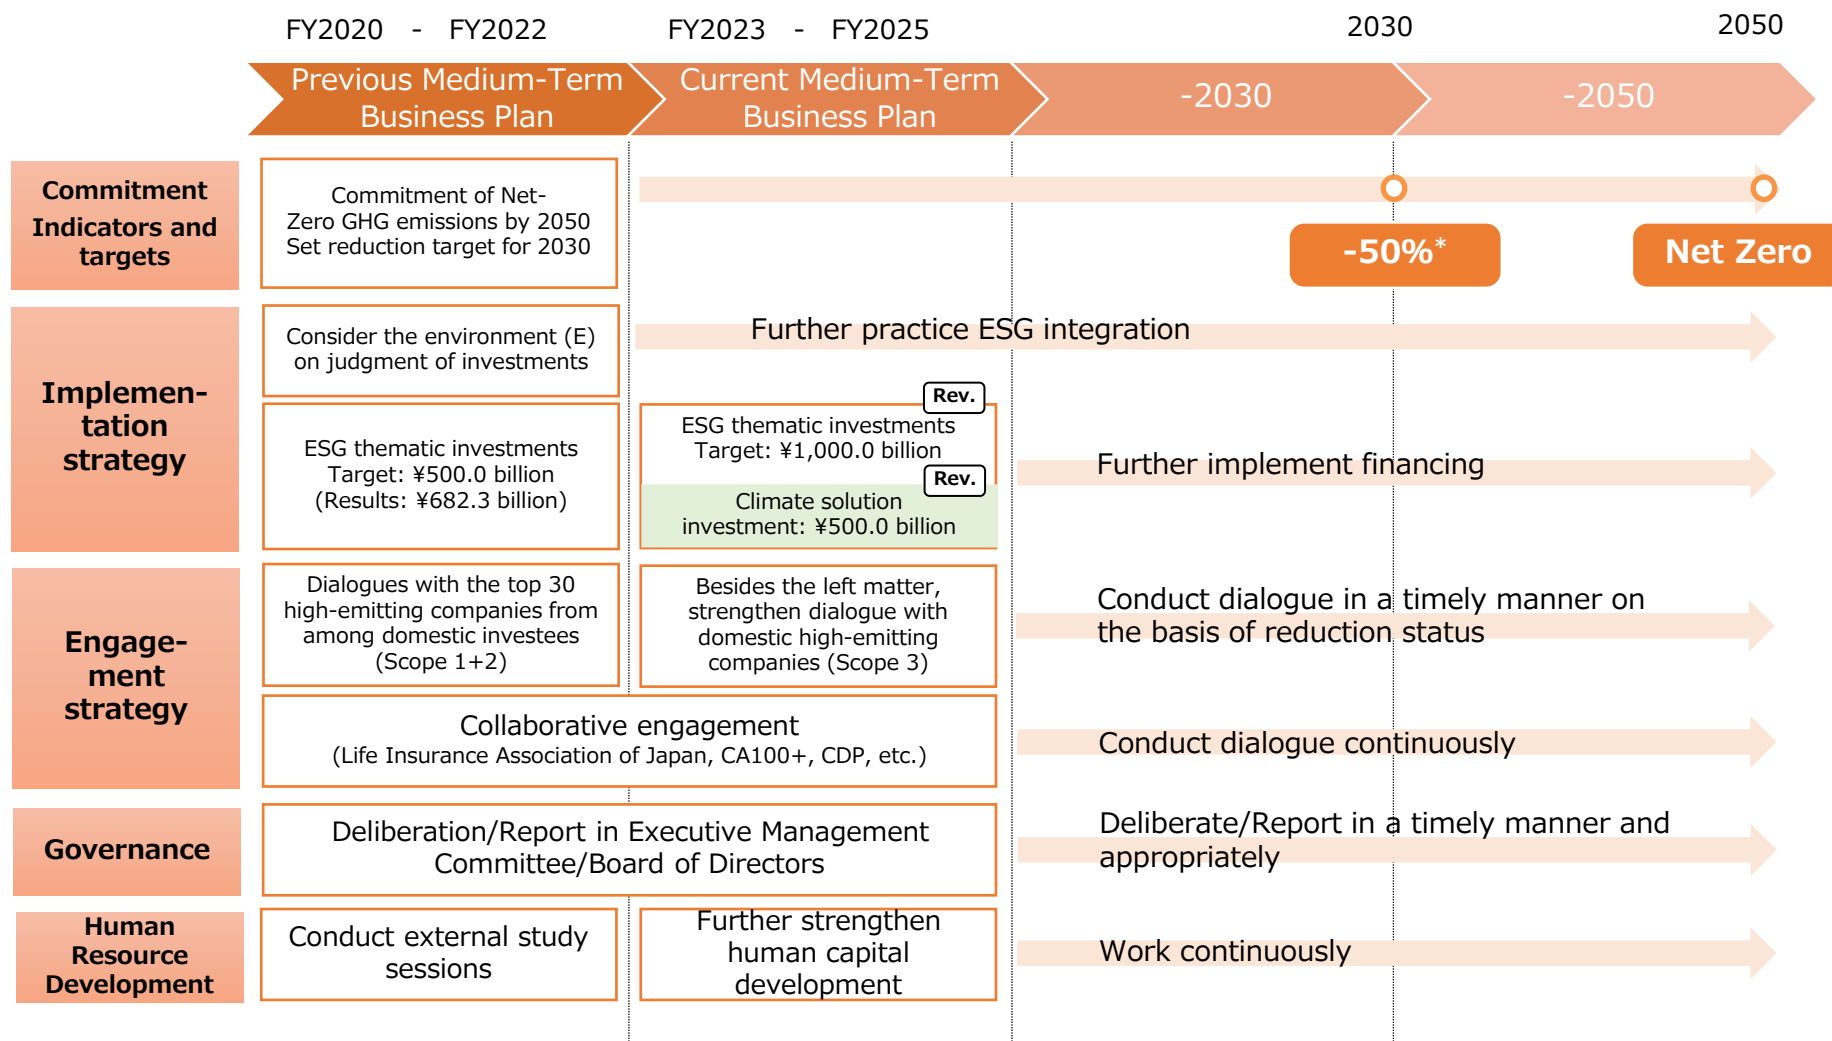 FY2020 - FY2022
FY2023 - FY2025
2030
2050
Previous Medium-Term
Business Plan
Current Medium-Term
Business Plan
-2030
-2050
Commitment
Indicators and
targets
Commitment of Net-
Zero GHG emissions by 2050
Set reduction target for 2030
-50%*
Net Zero
Implemen-
tation
strategy
Consider the environment (E)
on judgment of investments
Further practice ESG integration
ESG thematic investments
Target: ¥500.0 billion
(Results: ¥682.3 billion)
Rev.
ESG thematic investments
Target: ¥1,000.0 billion
Rev.
Climate solution
investment: ¥500.0 billion
Further implement financing
Engage-
ment
strategy
Dialogues with the top 30
high-emitting companies from
among domestic investees
(Scope 1+2)
Besides the left matter,
strengthen dialogue with
domestic high-emitting
companies (Scope 3)
Conduct dialogue in a timely manner on
the basis of reduction status
Collaborative engagement
(Life Insurance Association of Japan, CA100+, CDP, etc.)
Conduct dialogue continuously
Governance
Deliberation/Report in Executive Management
Committee/Board of Directors
Deliberate/Report in a timely manner and
appropriately
Human
Resource
Development
Conduct external study
sessions
Further strengthen
human capital
development
Work continuously